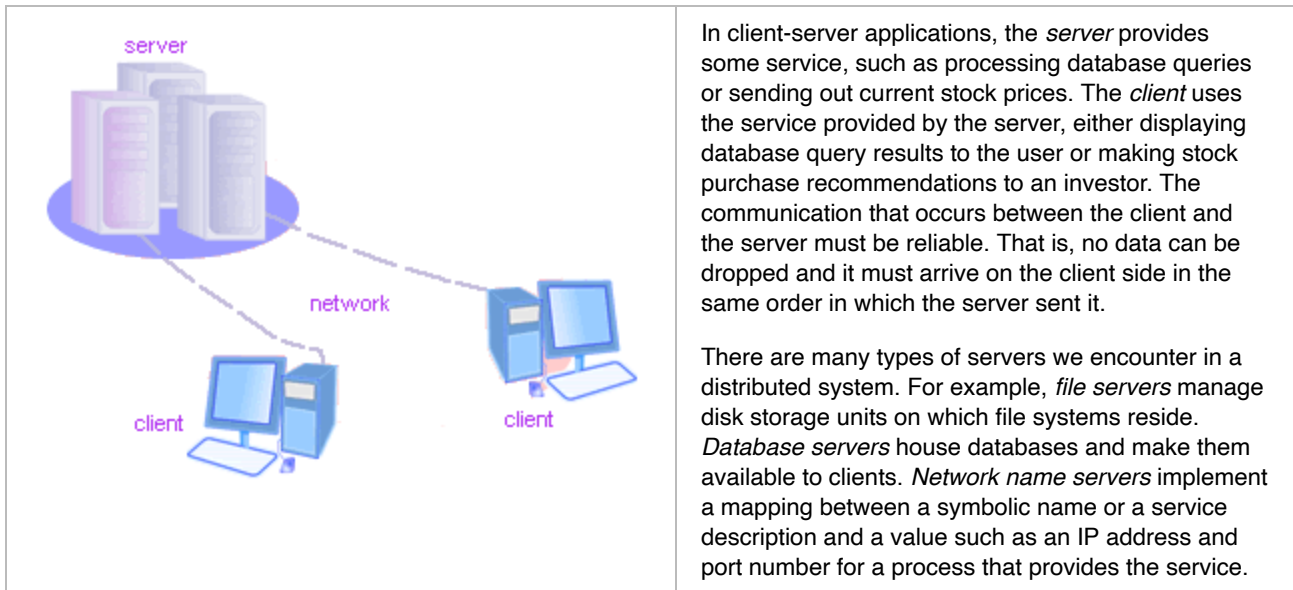 server
network
client
client
In client-server applications, the server provides
some service, such as processing database queries
or sending out current stock prices. The client uses
the service provided by the server, either displaying
database query results to the user or making stock
purchase recommendations to an investor. The
communication that occurs between the client and
the server must be reliable. That is, no data can be
dropped and it must arrive on the client side in the
same order in which the server sent it.
There are many types of servers we encounter in a
distributed system. For example, file servers manage
disk storage units on which file systems reside.
Database servers house databases and make them
available to clients. Network name servers implement
a mapping between a symbolic name or a service
description and a value such as an IP address and
port number for a process that provides the service.